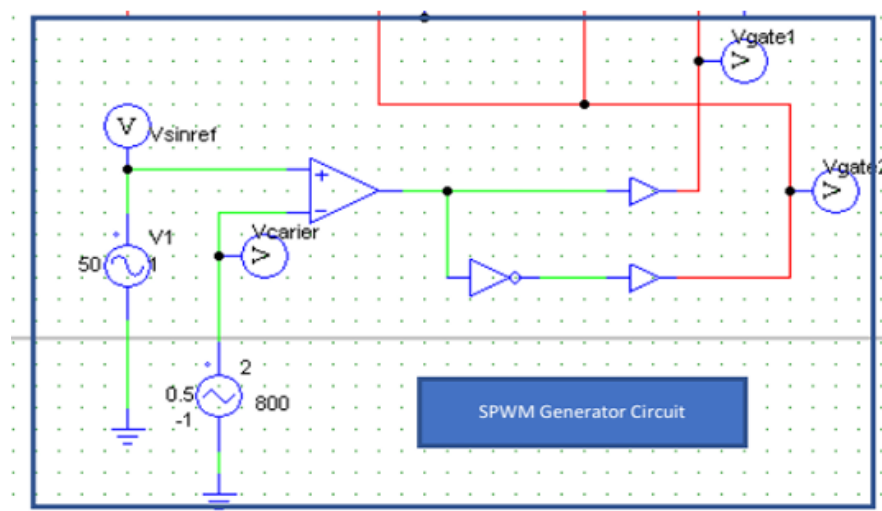 Vgate1
V
V
Vsinref
Vgate2
V
+
-
Vcarier
V
V1
50
1
2
0.5
800
-1
SPWM Generator Circuit